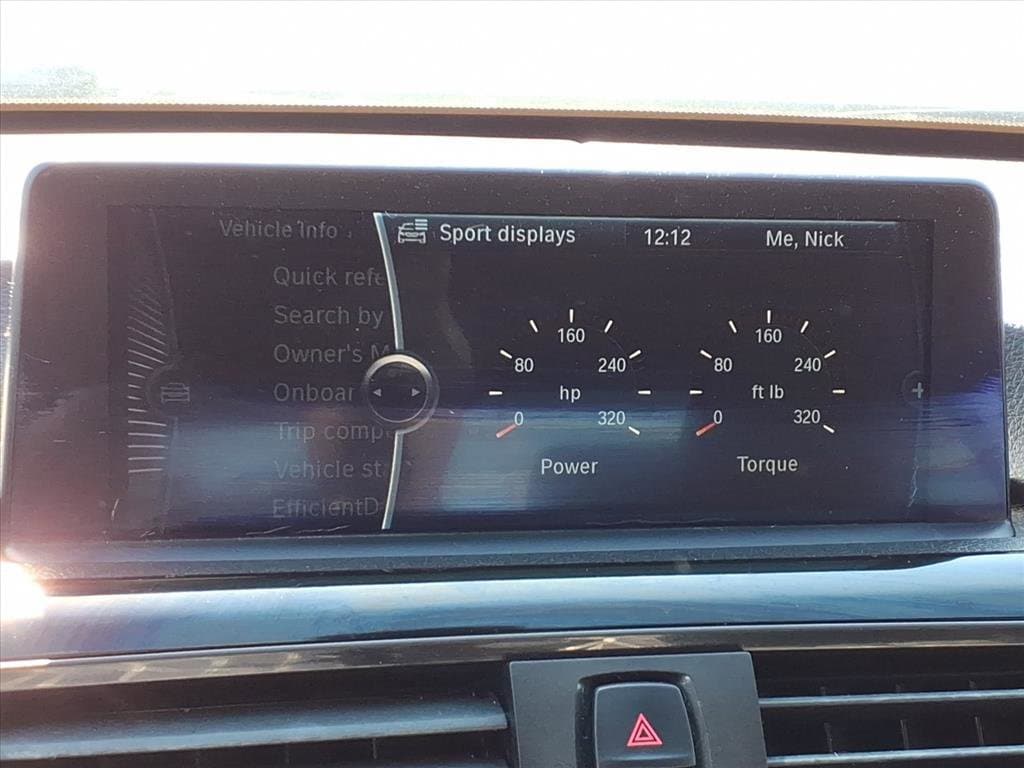 Vehicle Info
Quick refe
Search by
Owner's M
Onboar
Trip comp
Vehicle st
EfficientD
Sport displays
12:12
Me, Nick
160
80 240
hp
0 320
Power
160
80 240
ft lb
0 320
Torque
+